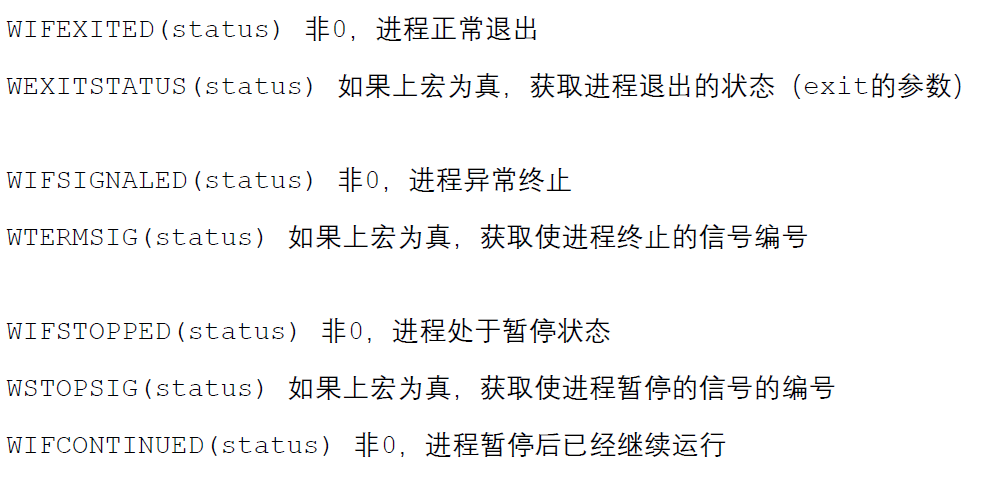 WIFEXITED(status) 非0，进程正常退出
WEXITSTATUS(status) 如果上宏为真，获取进程退出的状态（exit的参数）
WIFSIGNALED(status) 非0，进程异常终止
WTERMSIG(status) 如果上宏为真，获取使进程终止的信号编号
WIFSTOPPED(status) 非0，进程处于暂停状态
WSTOPSIG(status) 如果上宏为真，获取使进程暂停的信号的编号
WIFCONTINUED(status) 非0，进程暂停后已经继续运行